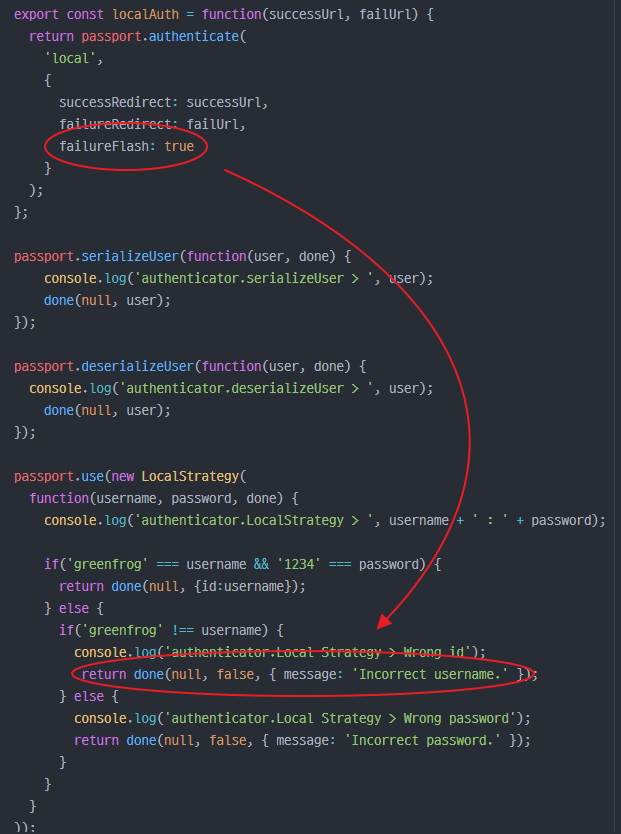 export const localAuth = function(successUrl, failUrl) {
  return passport.authenticate(
    'local',
    {
      successRedirect: successUrl,
      failureRedirect: failUrl,
      failureFlash: true
    }
  );
};

passport.serializeUser(function(user, done) {
    console.log('authenticator.serializeUser > ', user);
    done(null, user);
});

passport.deserializeUser(function(user, done) {
  console.log('authenticator.deserializeUser > ', user);
    done(null, user);
});

passport.use(new LocalStrategy(
  function(username, password, done) {
    console.log('authenticator.LocalStrategy > ', username + ' : ' + password);

    if('greenfrog' === username && '1234' === password) {
      return done(null, {id:username});
    } else {
      if('greenfrog' !== username) {
        console.log('authenticator.Local Strategy > Wrong id');
         return done(null, false, { message: 'Incorrect username.' });
      } else {
        console.log('authenticator.Local Strategy > Wrong password');
        return done(null, false, { message: 'Incorrect password.' });
      }
    }
  }
));